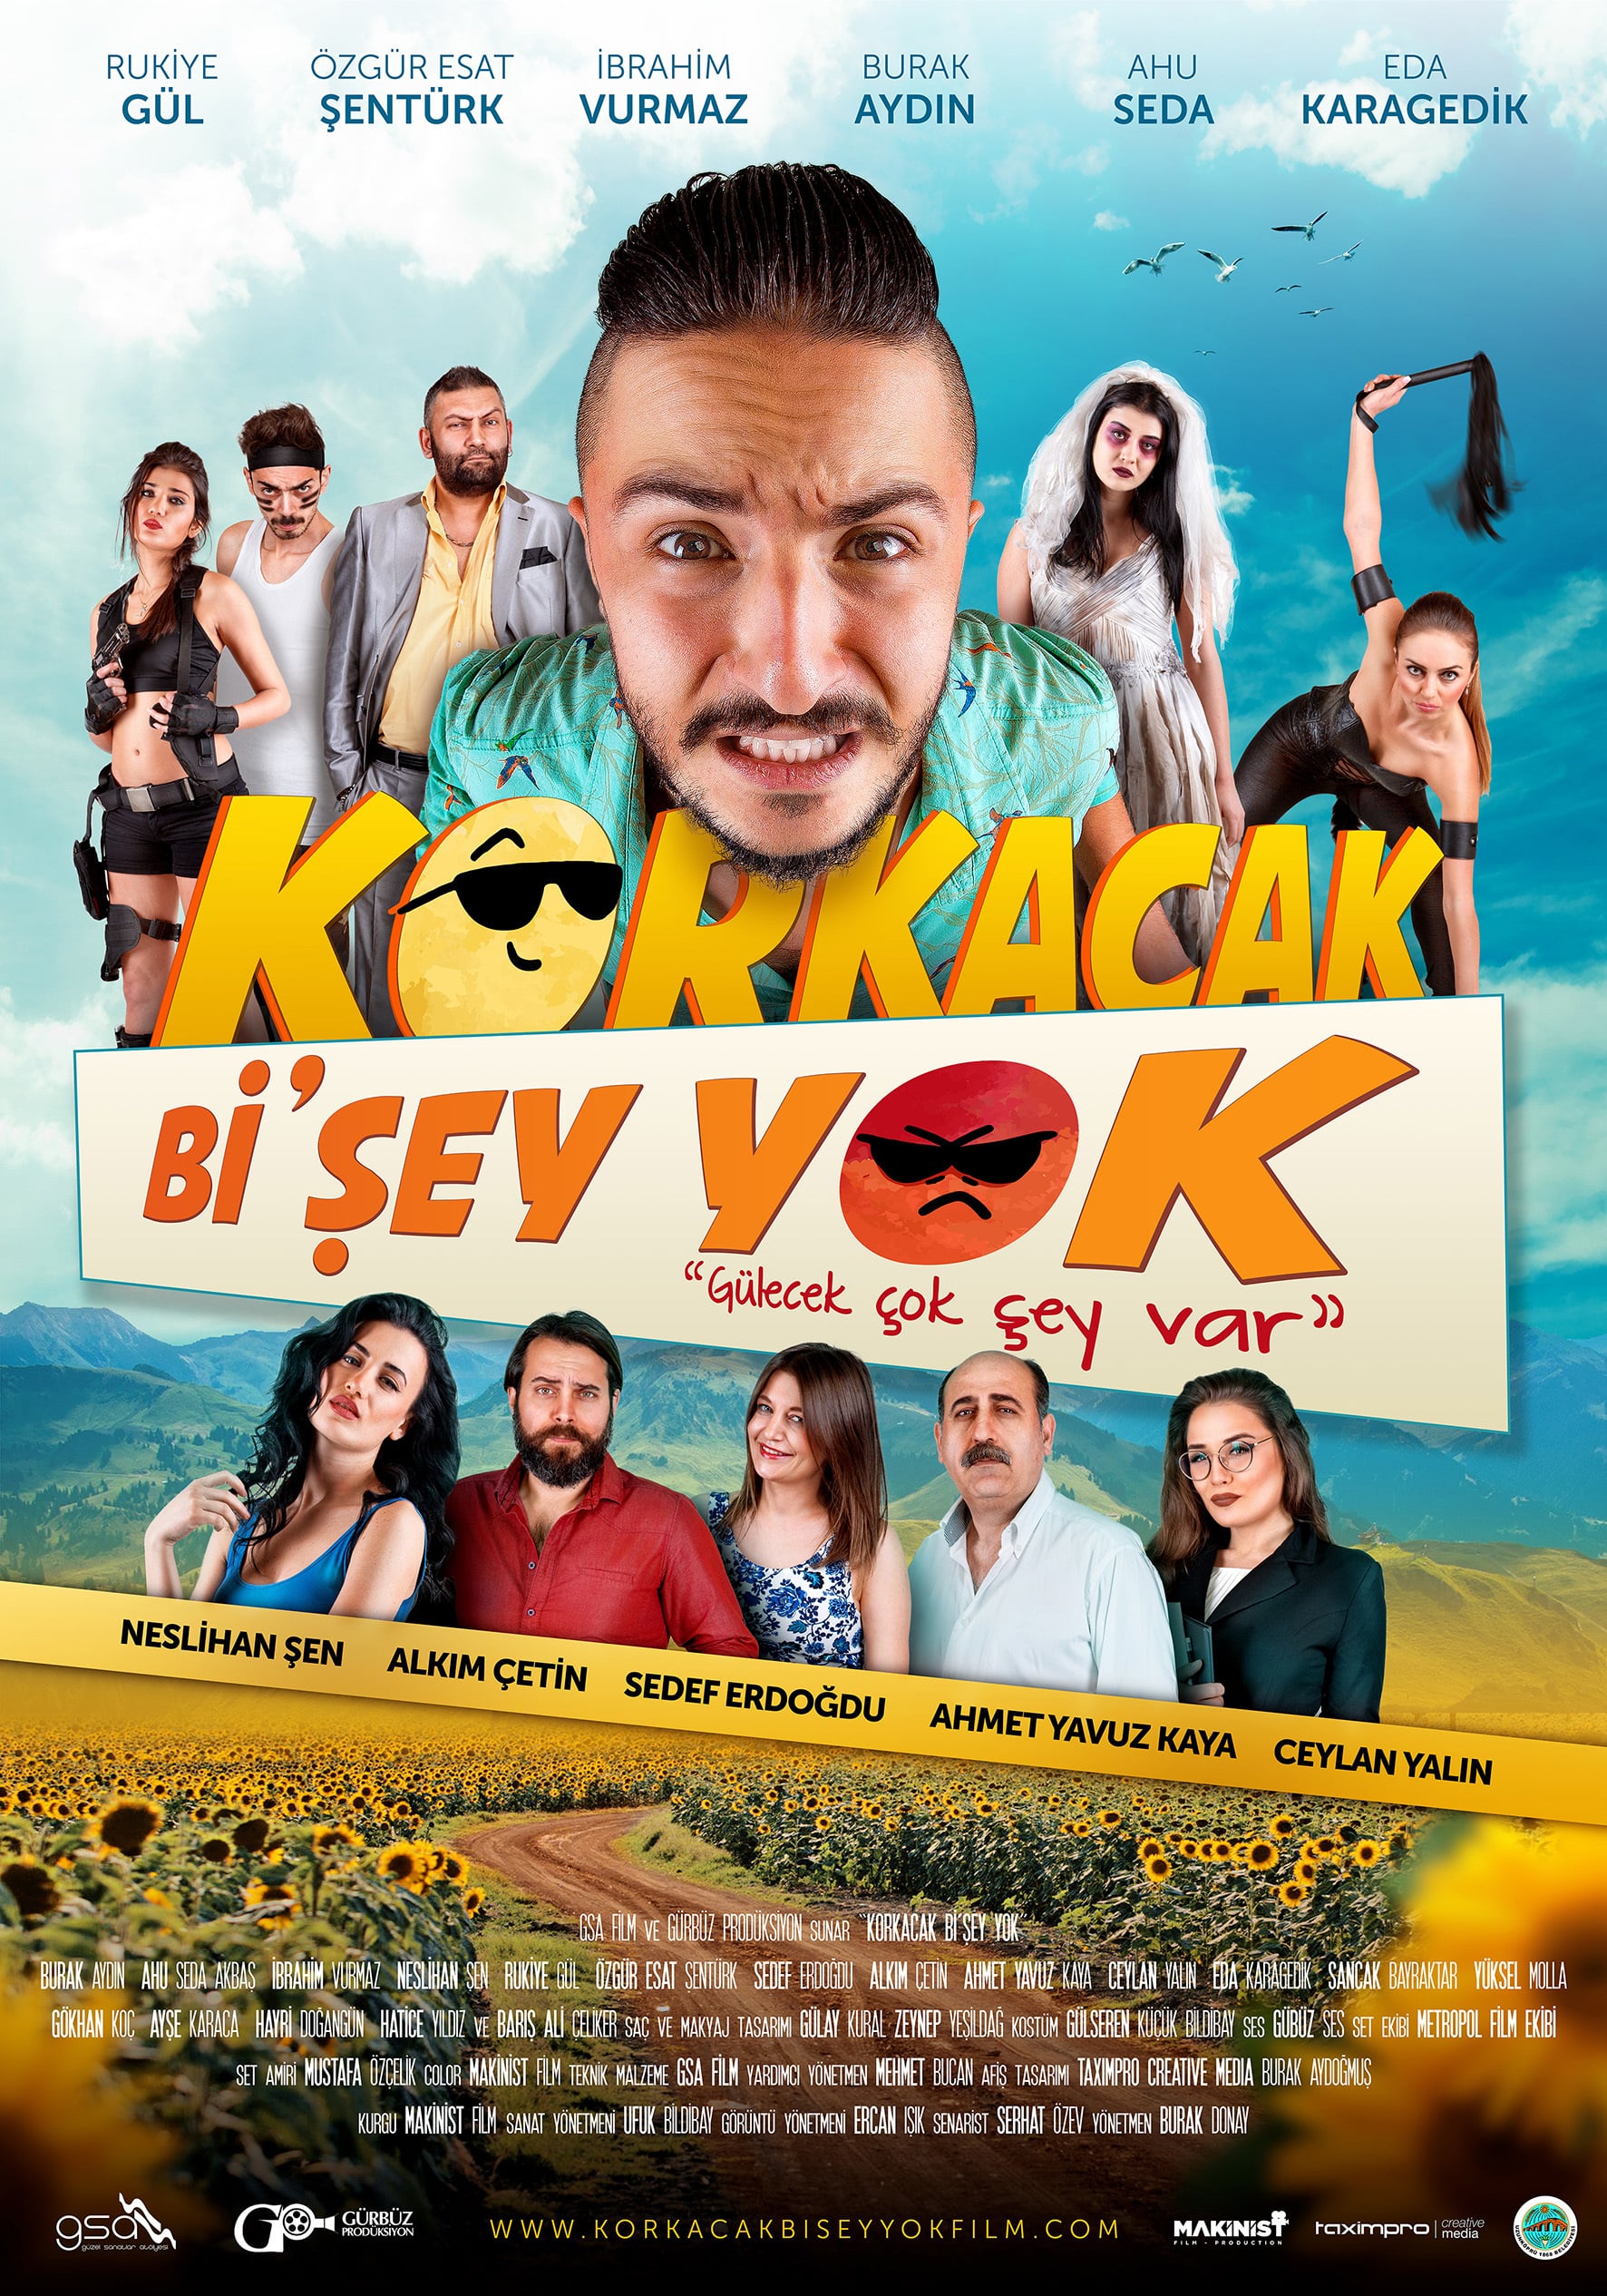 RUKİYE GÜL
ÖZGÜR ESAT ŞENTÜRK
İBRAHİM VURMAZ
BURAK AYDIN
AHU SEDA
EDA KARAGEDİK
KORKACAK
Bİ'ŞEY YOK
“Gülecek çok şey var”
NESLİHAN ŞEN ALKIM ÇETİN SEDEF ERDOĞDU AHMET YAVUZ KAYA CEYLAN YALIN
GSA FİLM VE GÜRBÜZ PRODÜKSİYON SUNAR "KORKACAK Bİ'ŞEY YOK"
BURAK AYDIN AHU SEDA AKBAŞ İBRAHİM VURMAZ NESLİHAN ŞEN RUKİYE GÜL ÖZGÜR ESAT ŞENTÜRK SEDEF ERDOĞDU ALKIM ÇETİN AHMET YAVUZ KAYA CEYLAN YALIN EDA KARAGEDİK SANCAK BAYRAKTAR YÜKSEL MOLLA
GÖKHAN KOÇ AYŞE KARACA HAYRİ DOĞANGÜN HATİCE YILDIZ VE BARIŞ ALİ ÇELİKER SAÇ VE MAKYAJ TASARIMI GÜLAY KURAL ZEYNEP YEŞİLDAĞ KOSTÜM GÜLSEREN KÜÇÜK BİLDİBAY SES GÜBÜZ SES SET EKİBİ METROPOL FİLM EKİBİ
SET AMİRİ MUSTAFA ÖZÇELİK COLOR MAKİNİST FİLM TEKNİK MALZEME GSA FİLM YARDIMCI YÖNETMEN MEHMET BUCAN AFİŞ TASARIMI TAXIMPRO CREATIVE MEDIA BURAK AYDOĞMUŞ
KURGU MAKİNİST FİLM SANAT YÖNETMENİ UFUK BİLDİBAY GÖRÜNTÜ YÖNETMENİ ERCAN IŞIK SENARİST SERHAT ÖZEV YÖNETMEN BURAK DONAY
gsa
güzel sanatlar atölyesi
GÜRBÜZ
PRODÜKSİYON
WWW.KORKACAKBISEYYOKFILM.COM
MAKİNİST
FILM - PRODUCTION
taximpro creative media
UZUNKÖPRÜ 1866 BELEDİYESİ